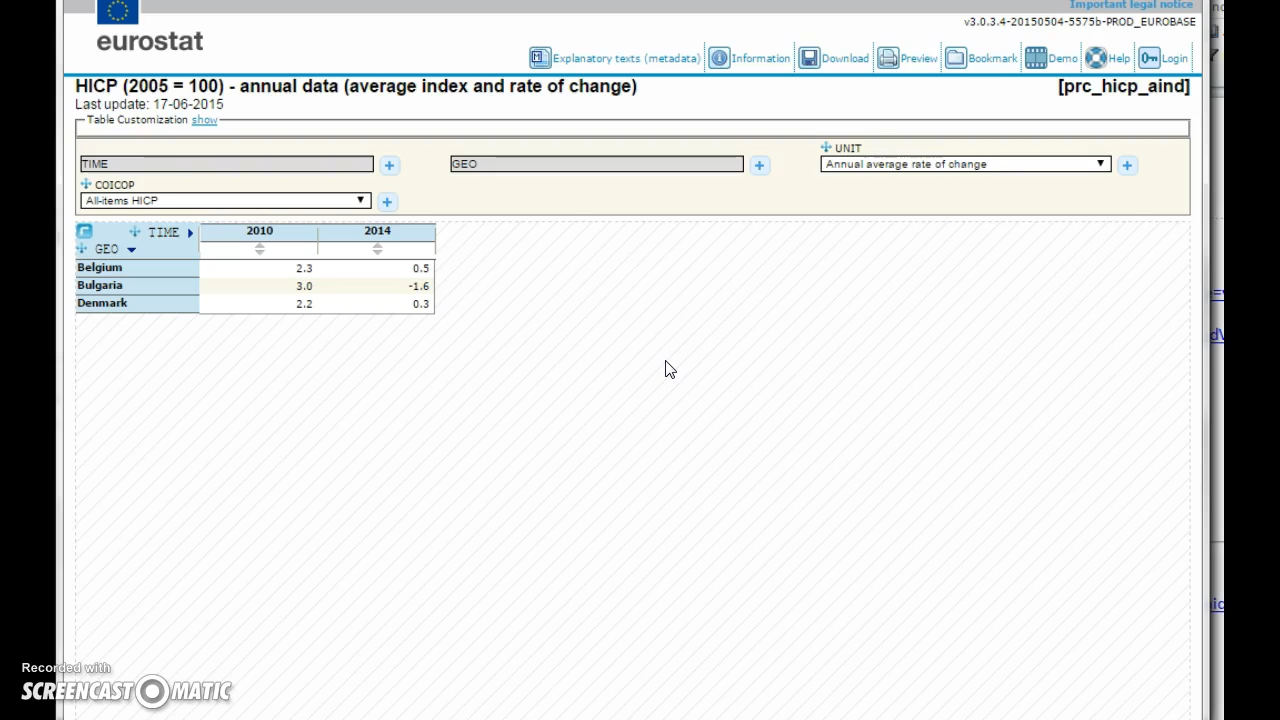 Important legal notice
v3.0.3.4-20150504-5575b-PROD_EUROBASE
eurostat
Explanatory texts (metadata) Information Download Preview Bookmark Demo Help Login
HICP (2005 = 100) - annual data (average index and rate of change) [prc_hicp_aind]
Last update: 17-06-2015
Table Customization show
UNIT
TIME GEO Annual average rate of change
COICOP
All-items HICP
TIME 2010 2014
GEO
Belgium 2.3 0.5
Bulgaria 3.0 -1.6
Denmark 2.2 0.3
Recorded with
SCREENCAST O MATIC